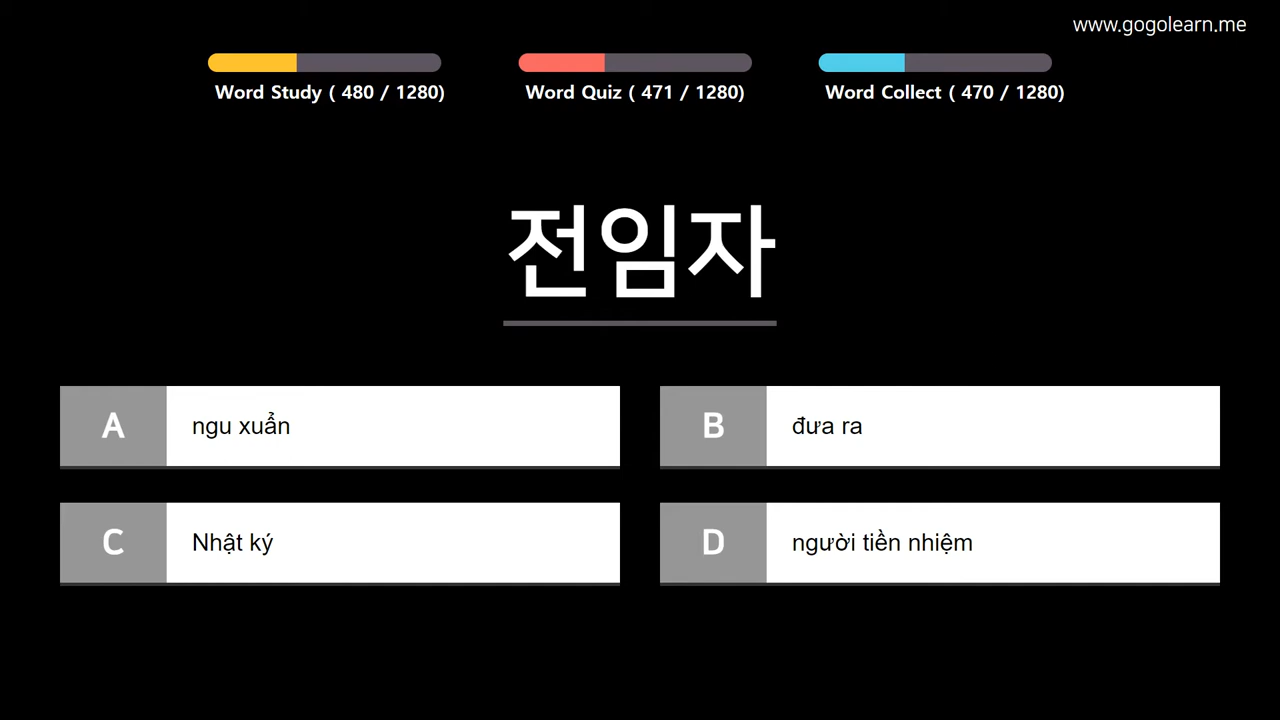 www.gogolearn.me
Word Study ( 480 / 1280)
Word Quiz ( 471 / 1280)
Word Collect ( 470 / 1280)
전임자
A ngu xuẩn
B đưa ra
C Nhật ký
D người tiền nhiệm